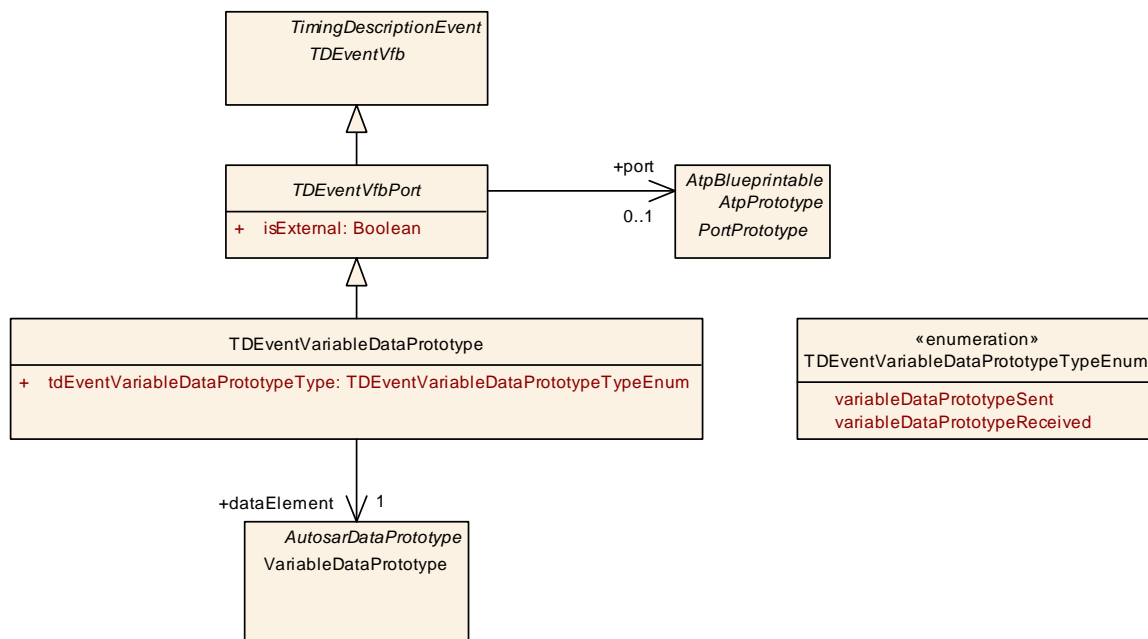 TimingDescriptionEvent
TDEventVfb
TDEventVfbPort
+ isExternal: Boolean
+port
0..1
AtpBlueprintable
AtpPrototype
PortPrototype
TDEventVariableDataPrototype
+ tdEventVariableDataPrototypeType: TDEventVariableDataPrototypeTypeEnum
«enumeration»
TDEventVariableDataPrototypeTypeEnum
variableDataPrototypeSent
variableDataPrototypeReceived
+dataElement
1
AutosarDataPrototype
VariableDataPrototype